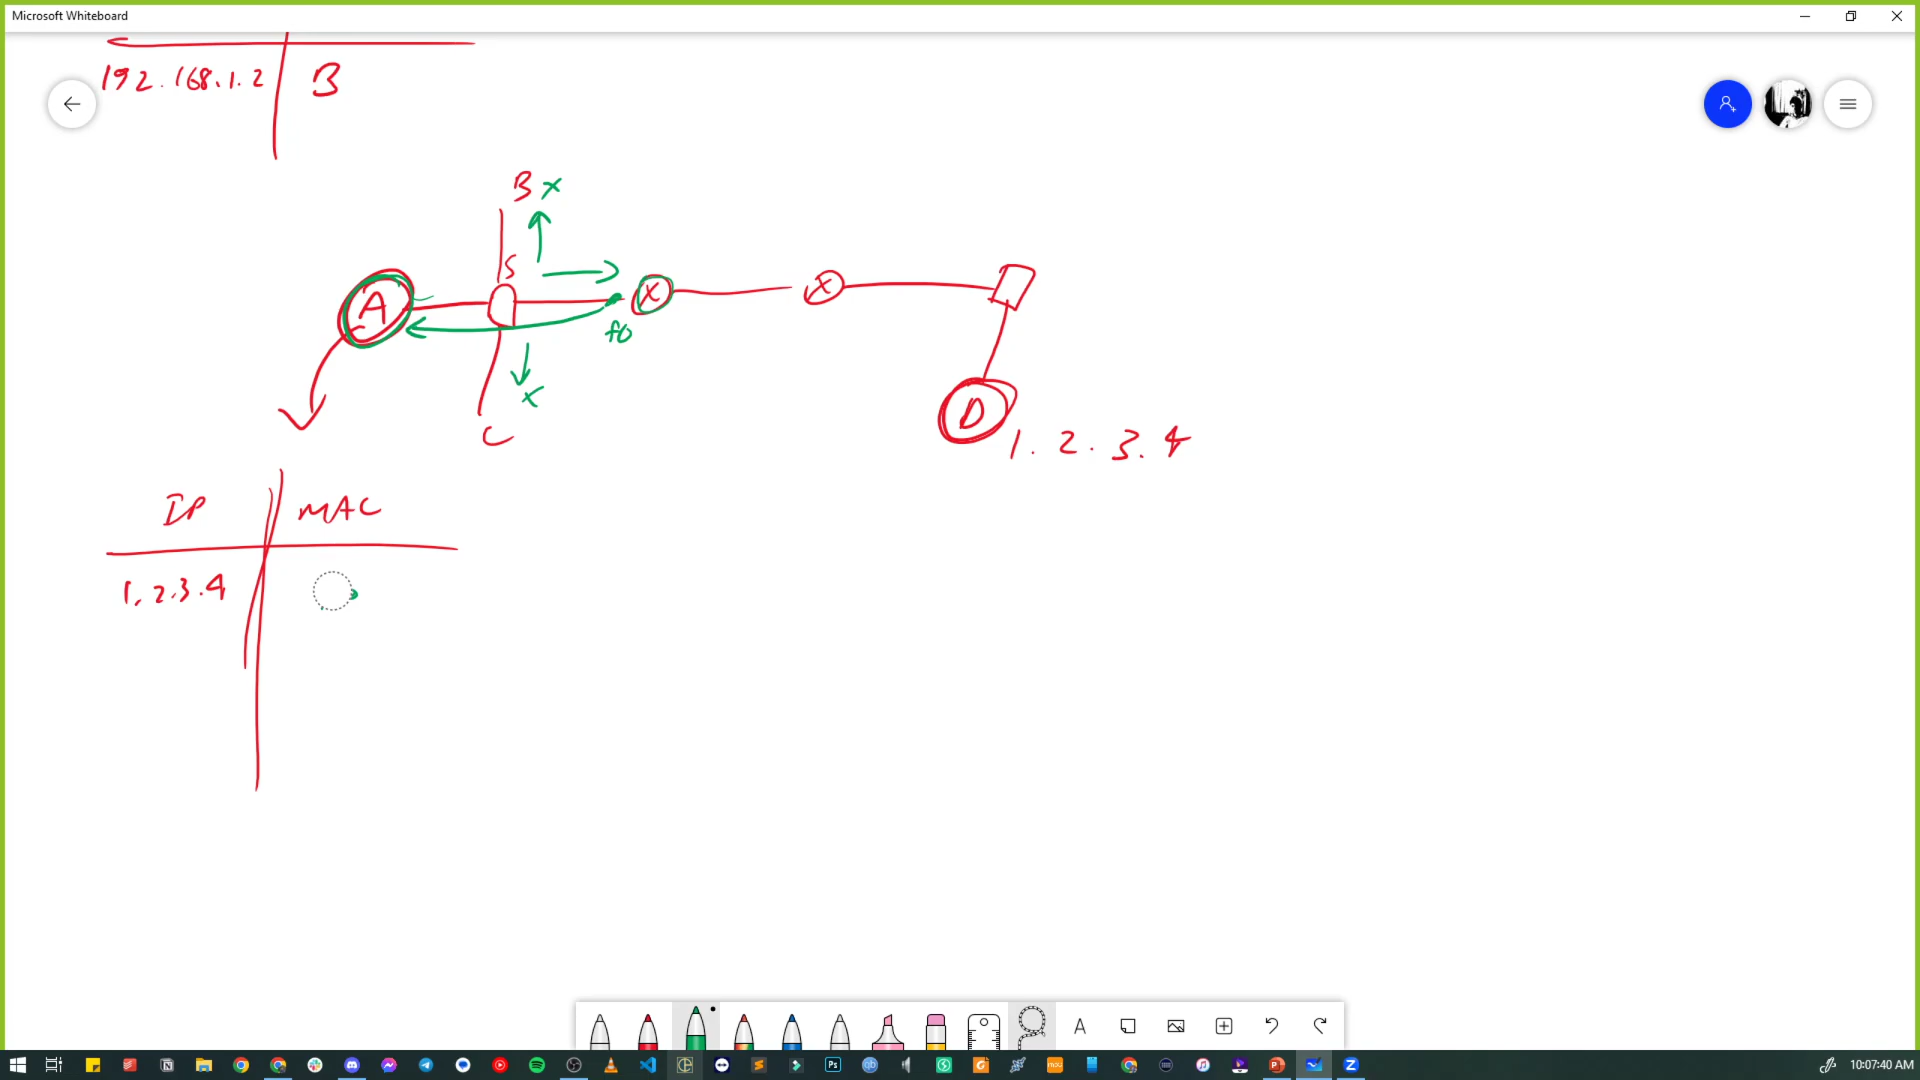 Microsoft Whiteboard
192.168.1.2 B
B x
S
A
X
X
f0
x
C
D
1.2.3.4
IP MAC
1.2.3.4
A
10:07:40 AM